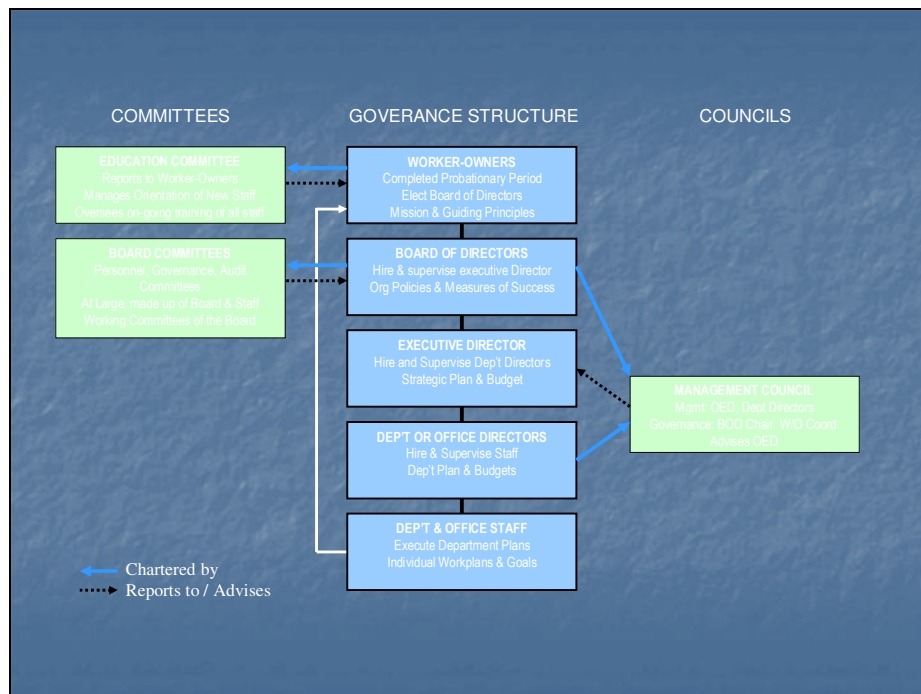 COMMITTEES
GOVERANCE STRUCTURE
COUNCILS
EDUCATION COMMITTEE
Reports to Worker-Owners
Manages Orientation of New Staff
Oversees on-going training of all staff
WORKER-OWNERS
Completed Probationary Period
Elect Board of Directors
Mission & Guiding Principles
BOARD COMMITTEES
Personnel, Governance, Audit
Committees
At Large, made up of Board & Staff
Working Committees of the Board
BOARD OF DIRECTORS
Hire & supervise executive Director
Org Policies & Measures of Success
EXECUTIVE DIRECTOR
Hire and Supervise Dep't Directors
Strategic Plan & Budget
MANAGEMENT COUNCIL
Mgmt: OED, Dept Directors
Governance: BOD Chair, W/O Coord.
Advises OED
DEP'T OR OFFICE DIRECTORS
Hire & Supervise Staff
Dep't Plan & Budgets
DEP'T & OFFICE STAFF
Execute Department Plans
Individual Workplans & Goals
Chartered by
Reports to / Advises